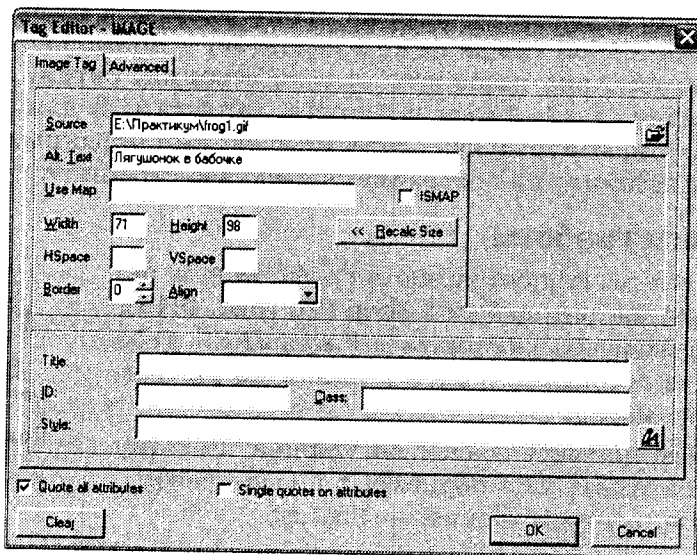 Tag Editor - IMAGE
Image Tag Advanced
Source E:\Практикум\frog1.gif
Alt. Text Лягушонок в бабочке
Use Map ISMAP
Width 71 Height 98 << Recalc Size
HSpace VSpace
Border 0 Align
Title
ID: Class:
Style:
Quote all attributes Single quotes on attributes
Clear OK Cancel